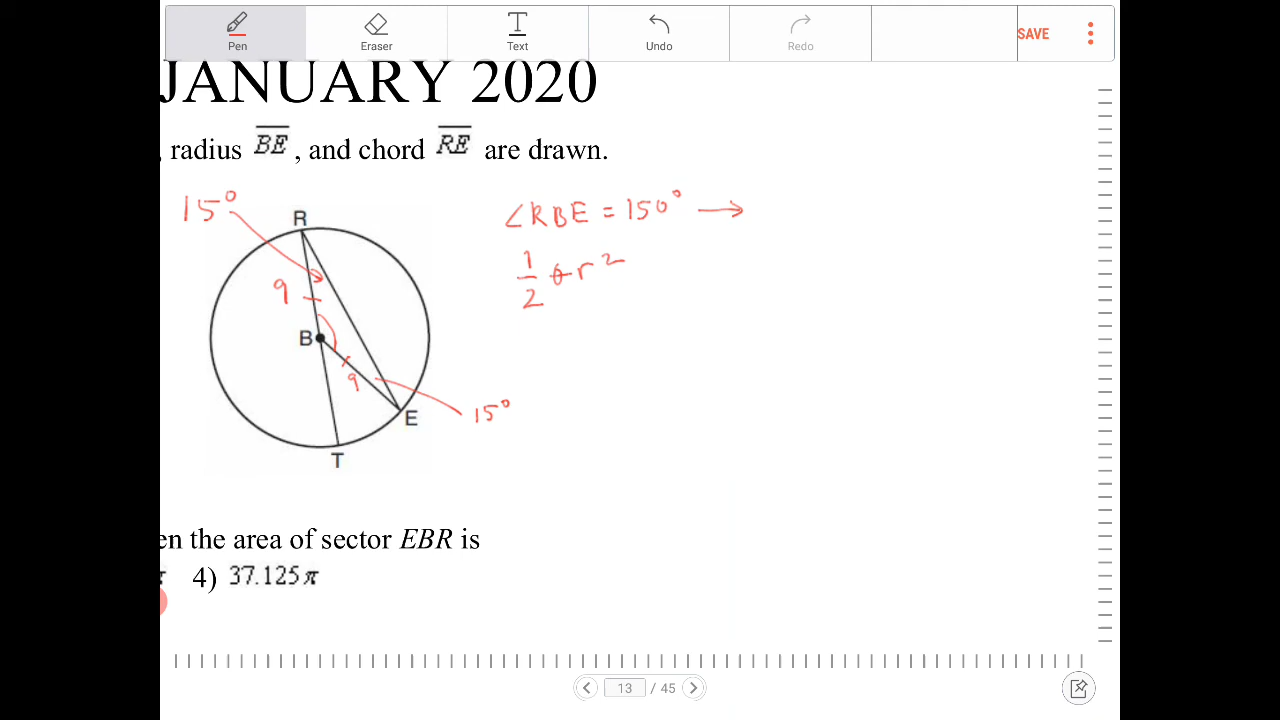 Pen
Eraser
Text
Undo
Redo
SAVE
JANUARY 2020
, radius BE , and chord RE are drawn.
15°
R
∠RBE = 150° →
1/2 θ r²
9
B
9
15°
E
T
en the area of sector EBR is
4) 37.125π
13 / 45